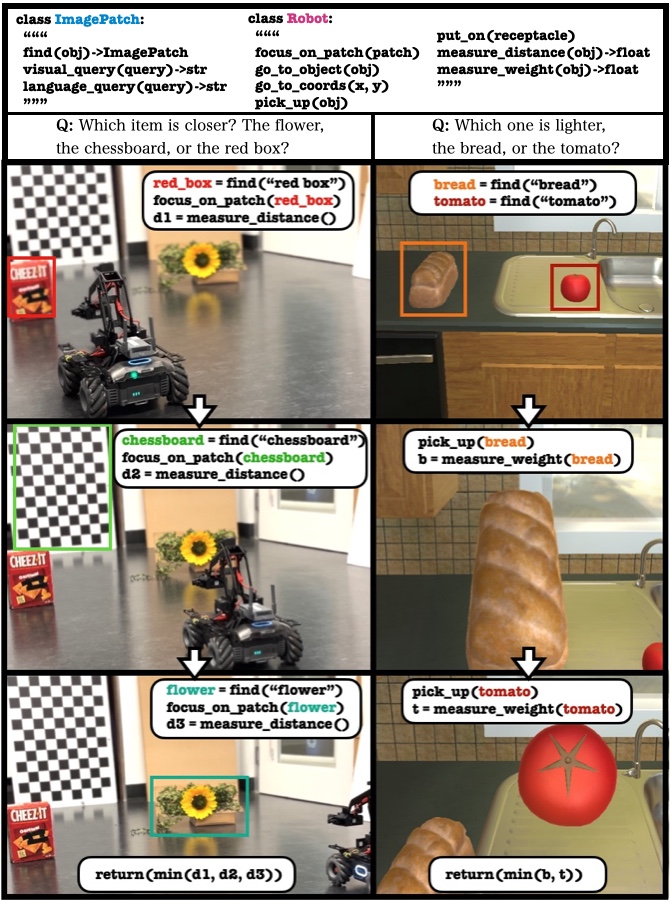 class ImagePatch:
"""
find(obj)->ImagePatch
visual_query(query)->str
language_query(query)->str
"""
class Robot:
"""
focus_on_patch(patch)
go_to_object(obj)
go_to_coords(x, y)
pick_up(obj)
put_on(receptacle)
measure_distance(obj)->float
measure_weight(obj)->float
"""
Q: Which item is closer? The flower,
the chessboard, or the red box?
Q: Which one is lighter,
the bread, or the tomato?
red_box = find("red box")
focus_on_patch(red_box)
d1 = measure_distance()
CHEEZ-IT
chessboard = find("chessboard")
focus_on_patch(chessboard)
d2 = measure_distance()
CHEEZ-IT
flower = find("flower")
focus_on_patch(flower)
d3 = measure_distance()
CHEEZ-IT
return(min(d1, d2, d3))
bread = find("bread")
tomato = find("tomato")
pick_up(bread)
b = measure_weight(bread)
pick_up(tomato)
t = measure_weight(tomato)
return(min(b, t))